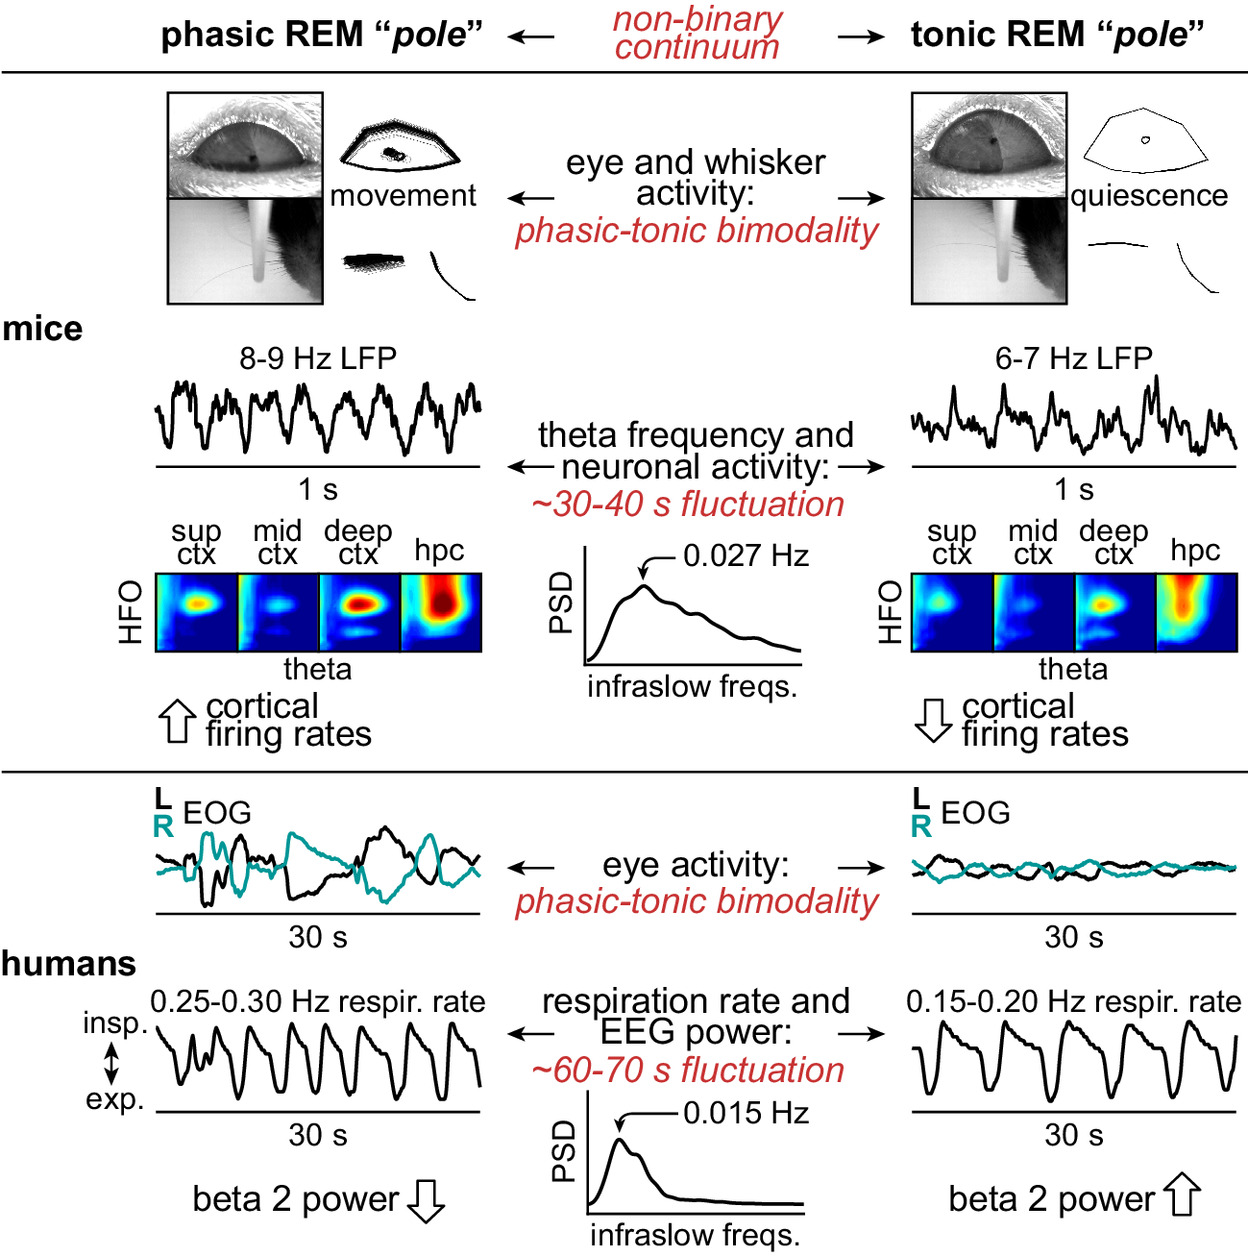 phasic REM “pole”
non-binary
continuum
tonic REM “pole”
movement
eye and whisker
activity:
phasic-tonic bimodality
quiescence
mice
8-9 Hz LFP
1 s
theta frequency and
neuronal activity:
~30-40 s fluctuation
6-7 Hz LFP
1 s
sup
ctx
mid
ctx
deep
ctx
hpc
HFO
theta
cortical
firing rates
PSD
0.027 Hz
infraslow freqs.
sup
ctx
mid
ctx
deep
ctx
hpc
HFO
theta
cortical
firing rates
L
R
EOG
30 s
eye activity:
phasic-tonic bimodality
L
R
EOG
30 s
humans
0.25-0.30 Hz respir. rate
insp.
exp.
30 s
beta 2 power
respiration rate and
EEG power:
~60-70 s fluctuation
PSD
0.015 Hz
infraslow freqs.
0.15-0.20 Hz respir. rate
30 s
beta 2 power